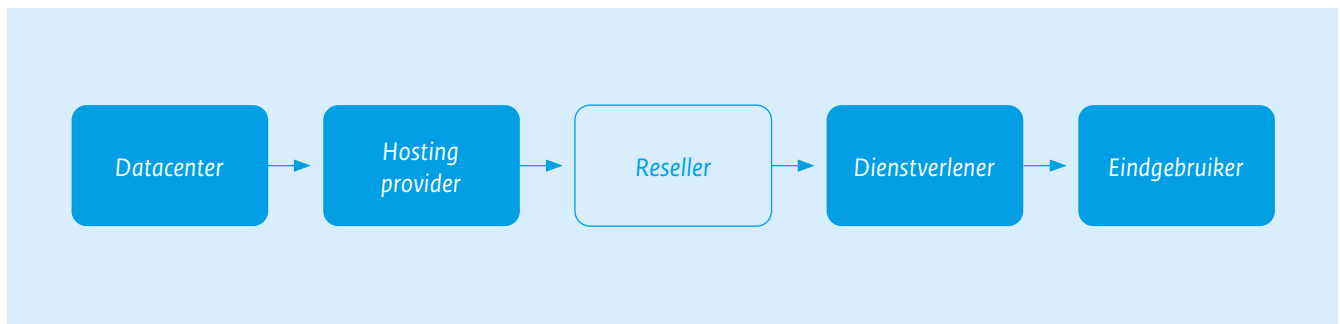 Datacenter
Hosting
provider
Reseller
Dienstverlener
Eindgebruiker